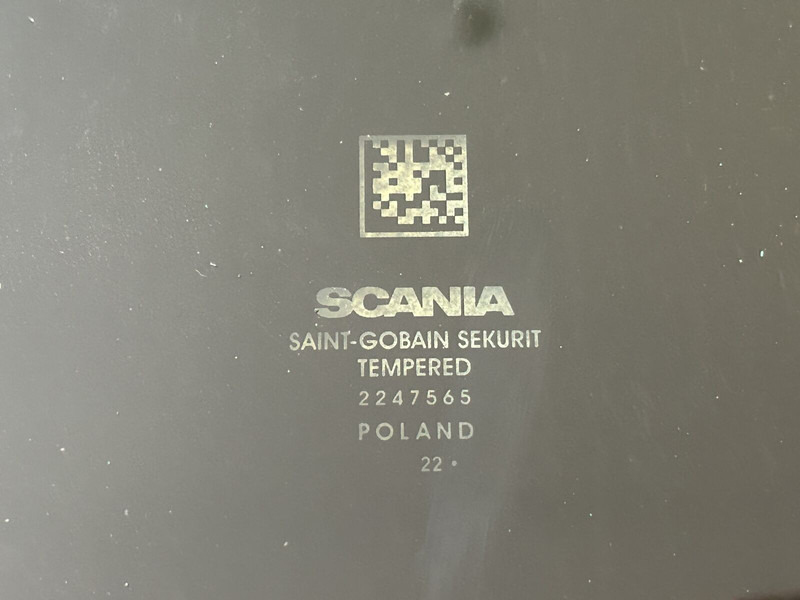 SCANIA
SAINT-GOBAIN SEKURIT
TEMPERED
2247565
POLAND
22 •